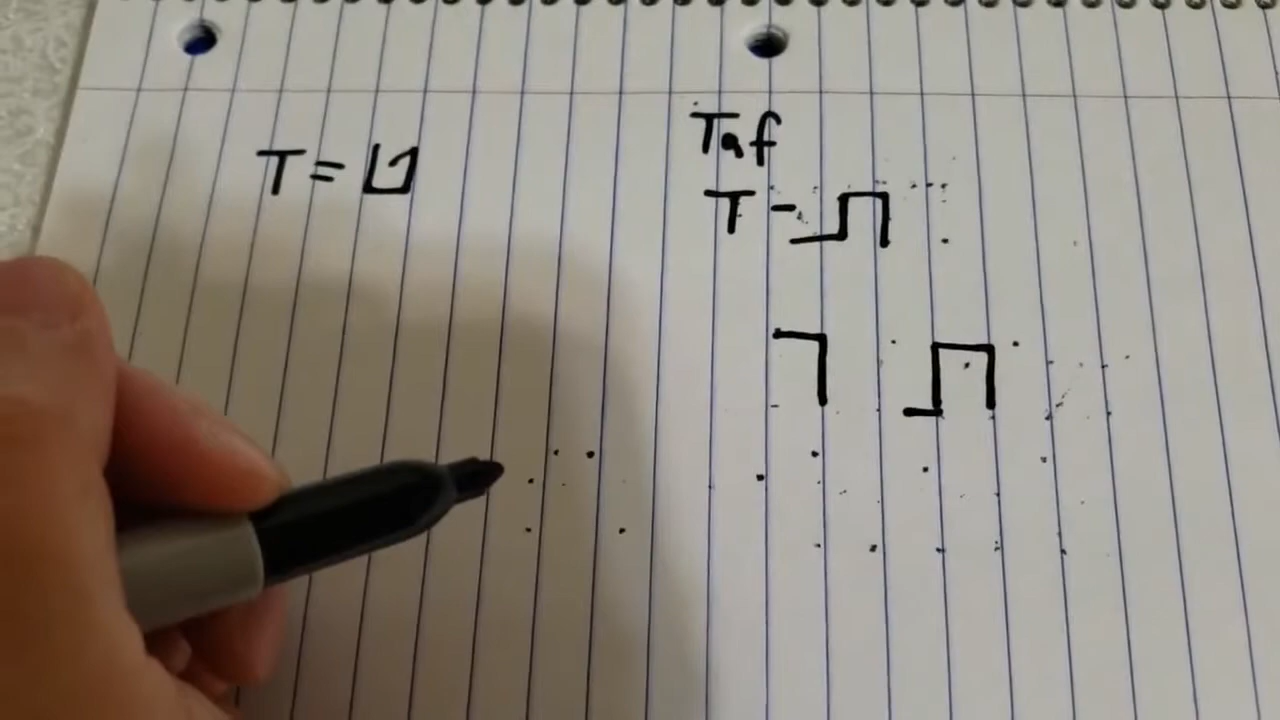 T = ט
Taf
T - ת
ר ת